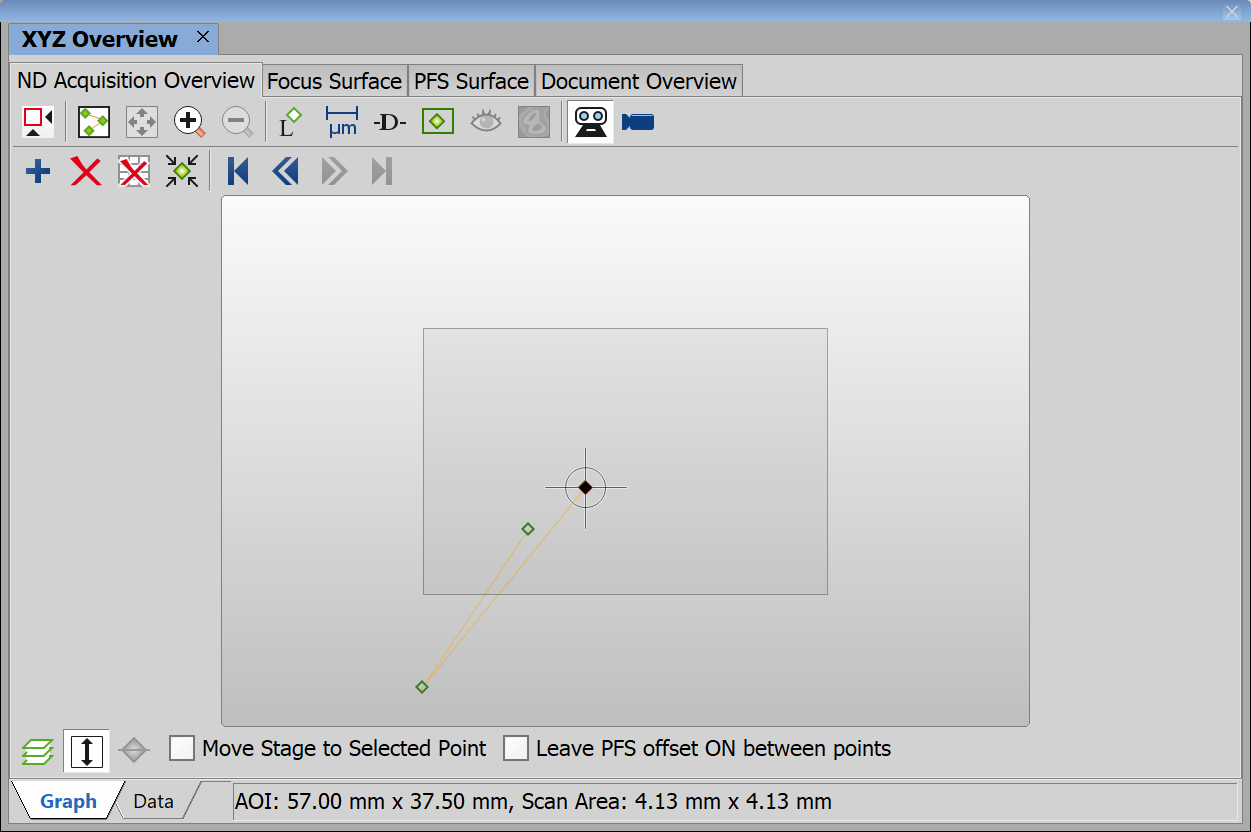 XYZ Overview
ND Acquisition Overview Focus Surface PFS Surface Document Overview
L µm -D-
Move Stage to Selected Point Leave PFS offset ON between points
Graph Data AOI: 57.00 mm x 37.50 mm, Scan Area: 4.13 mm x 4.13 mm